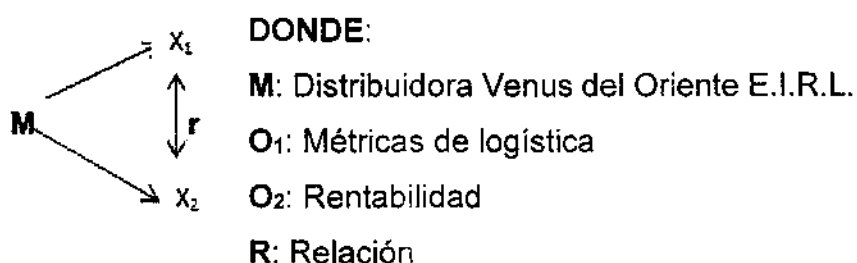 X₁
M
r
X₂
DONDE:
M: Distribuidora Venus del Oriente E.I.R.L.
O₁: Métricas de logística
O₂: Rentabilidad
R: Relación